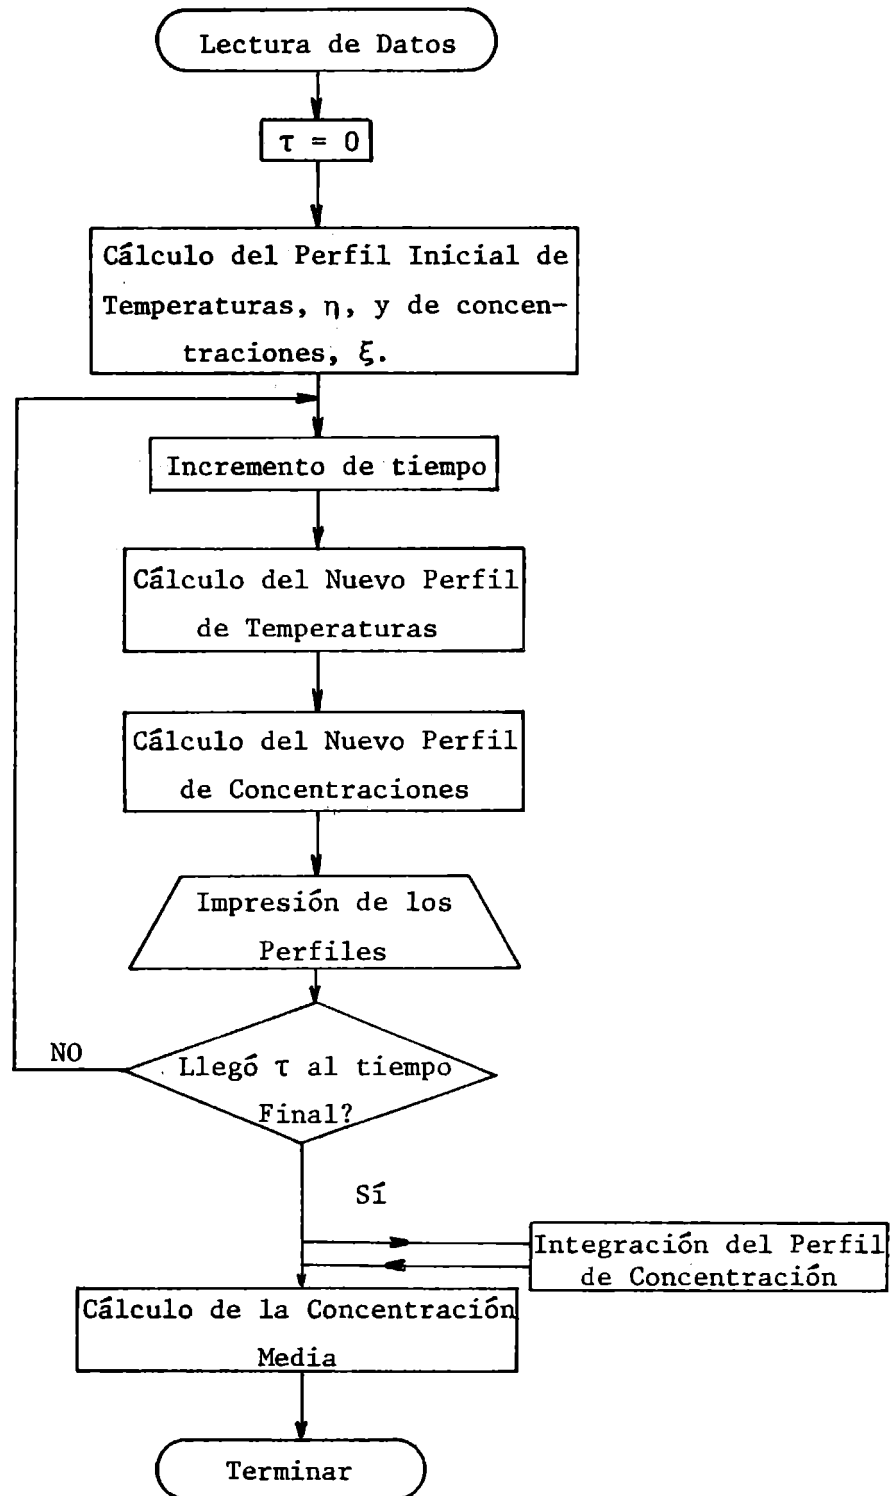 Lectura de Datos
τ = 0
Cálculo del Perfil Inicial de
Temperaturas, η, y de concen-
traciones, ξ.
Incremento de tiempo
Cálculo del Nuevo Perfil
de Temperaturas
Cálculo del Nuevo Perfil
de Concentraciones
Impresión de los
Perfiles
NO
Llegó τ al tiempo
Final?
Sí
Integración del Perfil
de Concentración
Cálculo de la Concentración
Media
Terminar